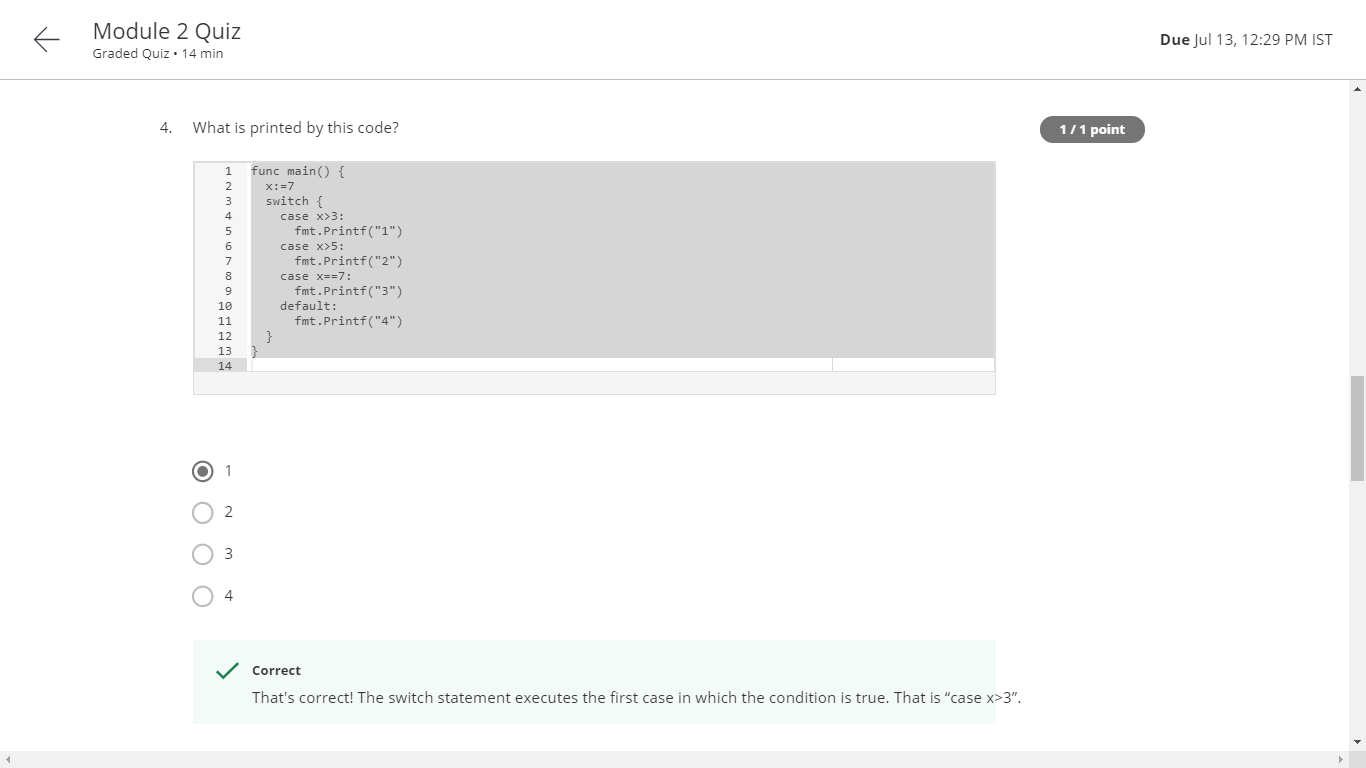 Module 2 Quiz
Graded Quiz • 14 min
Due Jul 13, 12:29 PM IST
4. What is printed by this code?
1 / 1 point
1 func main() {
2   x:=7
3   switch {
4     case x>3:
5       fmt.Printf("1")
6     case x>5:
7       fmt.Printf("2")
8     case x==7:
9       fmt.Printf("3")
10     default:
11       fmt.Printf("4")
12   }
13 }
14
1
2
3
4
Correct
That's correct! The switch statement executes the first case in which the condition is true. That is “case x>3”.